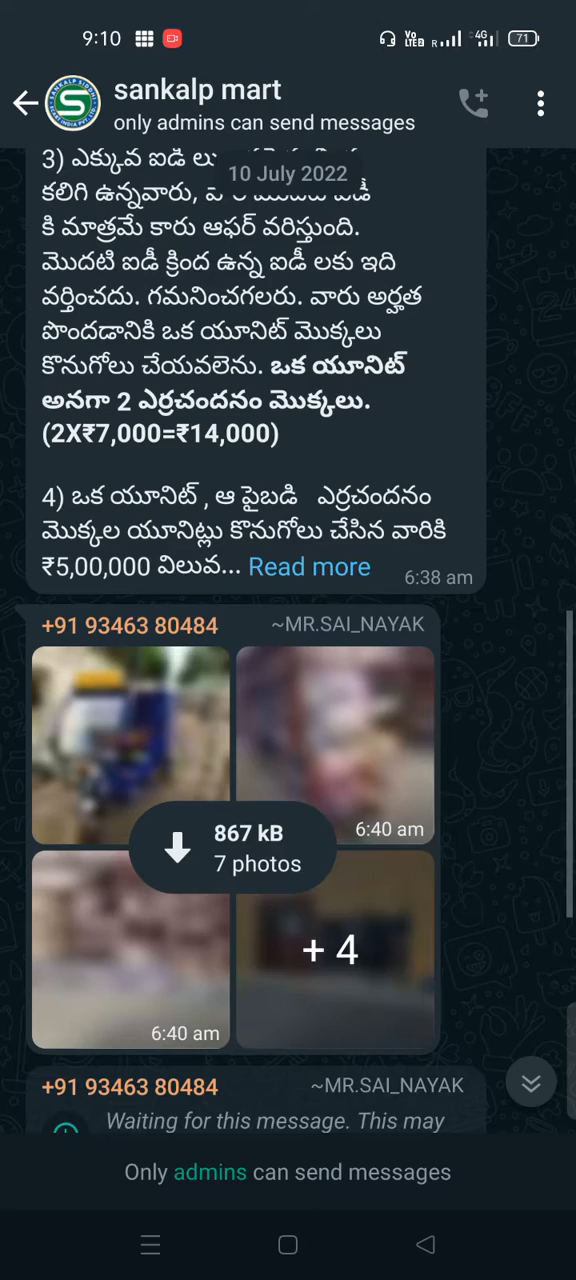 9:10
Vo LTE2 R 4G 71
sankalp mart
only admins can send messages
10 July 2022
3) ఎక్కువ ఐడి
కలిగి ఉన్నవారు,
కి మాత్రమే కారు ఆఫర్ వరిస్తుంది.
మొదటి ఐడీ క్రింద ఉన్న ఐడీ లకు ఇది
వర్తించదు. గమనించగలరు. వారు అర్హత
పొందడానికి ఒక యూనిట్ మొక్కలు
కొనుగోలు చేయవలెను. ఒక యూనిట్
అనగా 2 ఎర్రచందనం మొక్కలు.
(2X₹7,000=₹14,000)
4) ఒక యూనిట్ , ఆ పైబడి ఎర్రచందనం
మొక్కల యూనిట్లు కొనుగోలు చేసిన వారికి
₹5,00,000 విలువ... Read more
6:38 am
+91 93463 80484 ~MR.SAI_NAYAK
867 kB
7 photos
6:40 am
+ 4
6:40 am
+91 93463 80484 ~MR.SAI_NAYAK
Waiting for this message. This may
Only admins can send messages